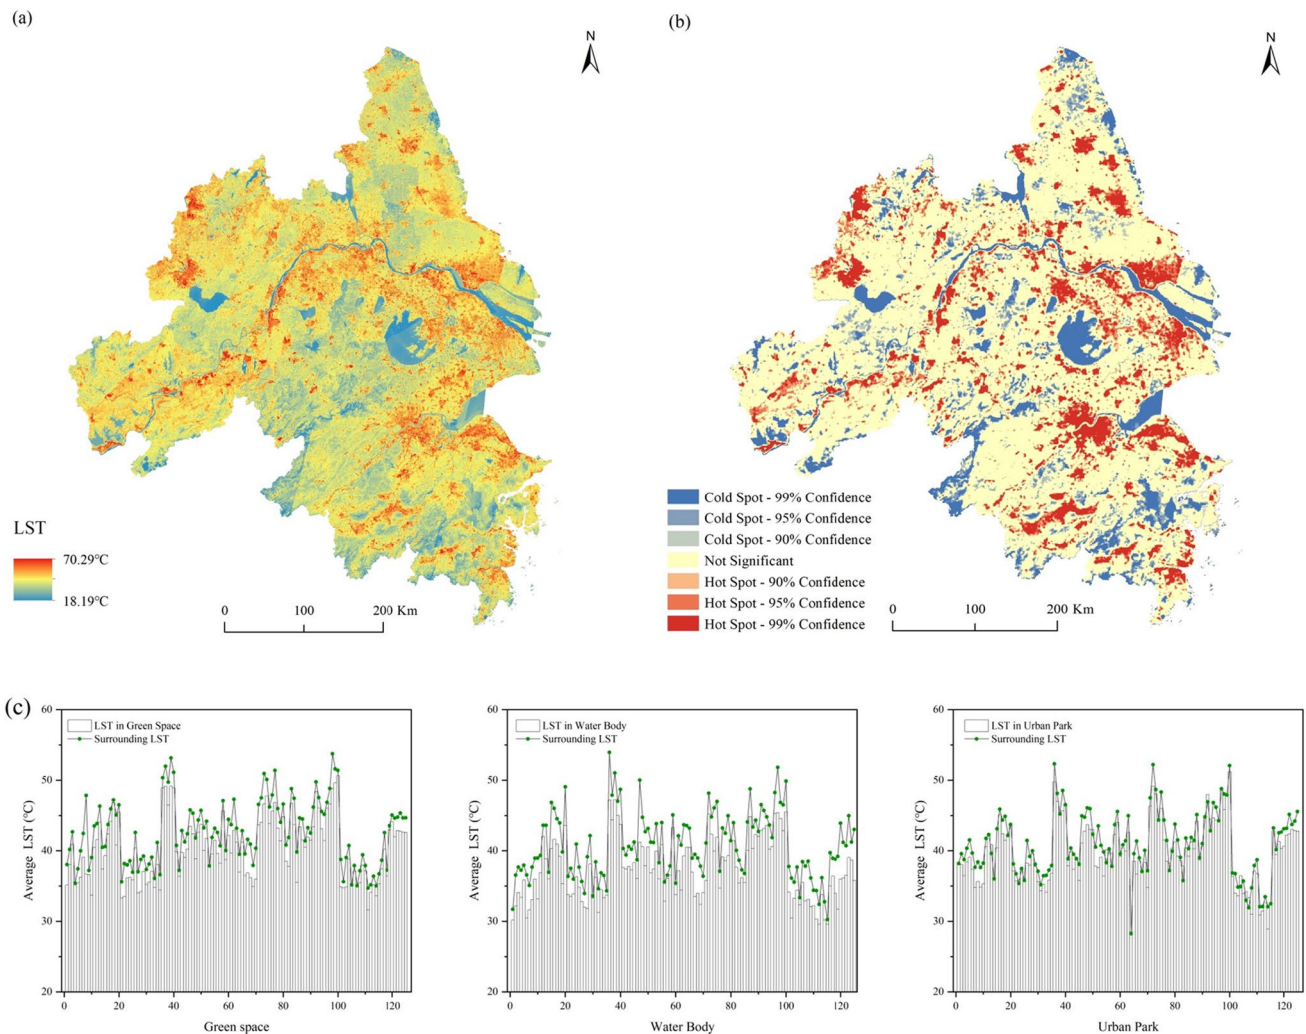 (a)
N
LST
70.29°C
18.19°C
0 100 200 Km
(b)
N
Cold Spot - 99% Confidence
Cold Spot - 95% Confidence
Cold Spot - 90% Confidence
Not Significant
Hot Spot - 90% Confidence
Hot Spot - 95% Confidence
Hot Spot - 99% Confidence
0 100 200 Km
(c)
60
50
40
30
20
Average LST (°C)
LST in Green Space
Surrounding LST
0 20 40 60 80 100 120
Green space
60
50
40
30
20
Average LST (°C)
LST in Water Body
Surrounding LST
0 20 40 60 80 100 120
Water Body
60
50
40
30
20
Average LST (°C)
LST in Urban Park
Surrounding LST
0 20 40 60 80 100 120
Urban Park